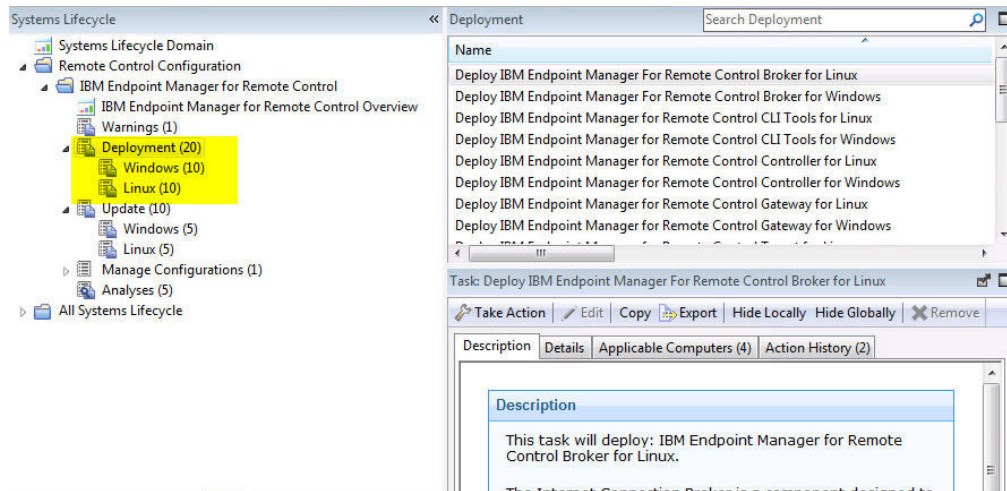 Systems Lifecycle
Systems Lifecycle Domain
Remote Control Configuration
IBM Endpoint Manager for Remote Control
IBM Endpoint Manager for Remote Control Overview
Warnings (1)
Deployment (20)
Windows (10)
Linux (10)
Update (10)
Windows (5)
Linux (5)
Manage Configurations (1)
Analyses (5)
All Systems Lifecycle
Deployment
Search Deployment
Name
Deploy IBM Endpoint Manager For Remote Control Broker for Linux
Deploy IBM Endpoint Manager For Remote Control Broker for Windows
Deploy IBM Endpoint Manager for Remote Control CLI Tools for Linux
Deploy IBM Endpoint Manager for Remote Control CLI Tools for Windows
Deploy IBM Endpoint Manager for Remote Control Controller for Linux
Deploy IBM Endpoint Manager for Remote Control Controller for Windows
Deploy IBM Endpoint Manager for Remote Control Gateway for Linux
Deploy IBM Endpoint Manager for Remote Control Gateway for Windows
Task: Deploy IBM Endpoint Manager For Remote Control Broker for Linux
Take Action Edit Copy Export Hide Locally Hide Globally Remove
Description Details Applicable Computers (4) Action History (2)
Description
This task will deploy: IBM Endpoint Manager for Remote
Control Broker for Linux.
The Internet Connection Broker is a component designed to